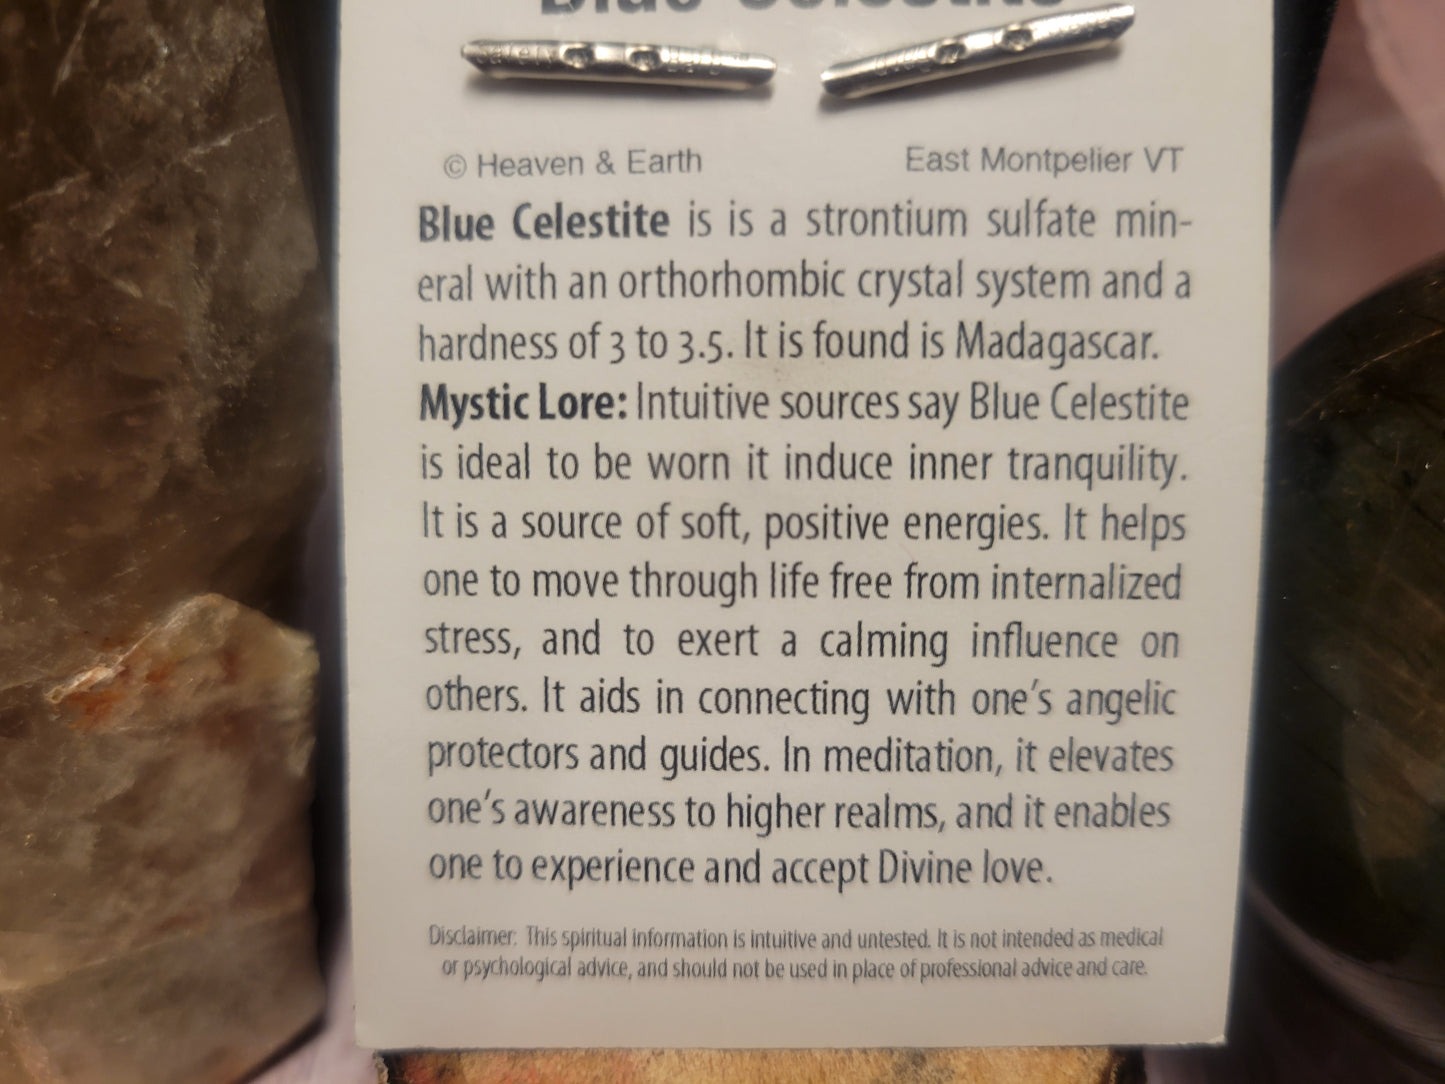 Blue Celestite
© Heaven & Earth East Montpelier VT
Blue Celestite is is a strontium sulfate min-
eral with an orthorhombic crystal system and a
hardness of 3 to 3.5. It is found is Madagascar.
Mystic Lore: Intuitive sources say Blue Celestite
is ideal to be worn it induce inner tranquility.
It is a source of soft, positive energies. It helps
one to move through life free from internalized
stress, and to exert a calming influence on
others. It aids in connecting with one's angelic
protectors and guides. In meditation, it elevates
one's awareness to higher realms, and it enables
one to experience and accept Divine love.
Disclaimer: This spiritual information is intuitive and untested. It is not intended as medical
or psychological advice, and should not be used in place of professional advice and care.